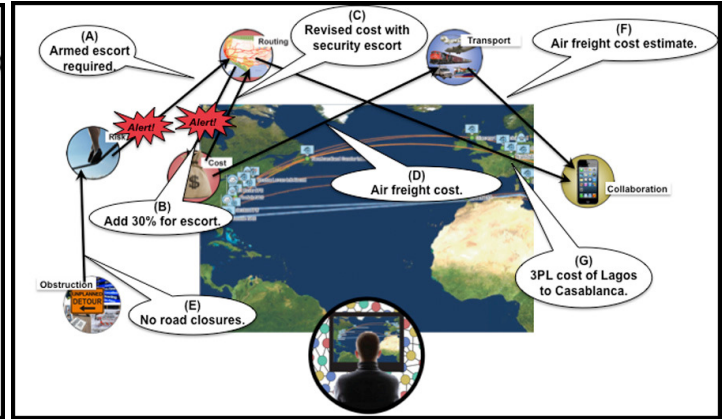 (A)
Armed escort
required.
Routing
(C)
Revised cost with
security escort
Transport
(F)
Air freight cost estimate.
Alert!
Alert!
Risk
Cost
(D)
Air freight cost.
Collaboration
(B)
Add 30% for escort.
(G)
3PL cost of Lagos
to Casablanca.
Obstruction
UNPLANNED
DETOUR
(E)
No road closures.